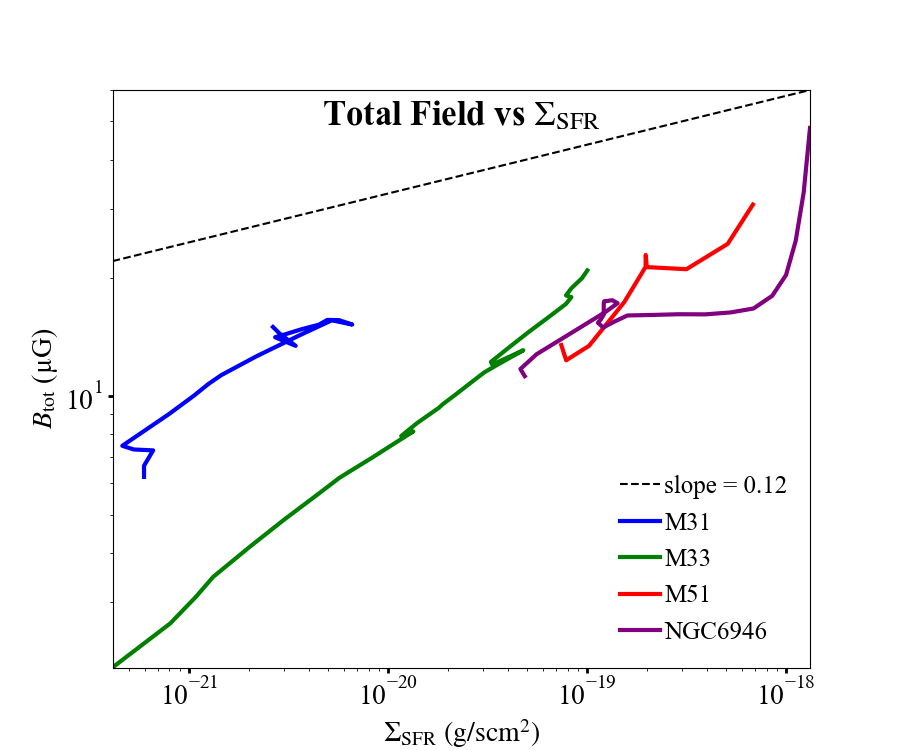 Total Field vs Σ_SFR
B_tot (μG)
10^1
slope = 0.12
M31
M33
M51
NGC6946
10^−21 10^−20 10^−19 10^−18
Σ_SFR (g/scm^2)